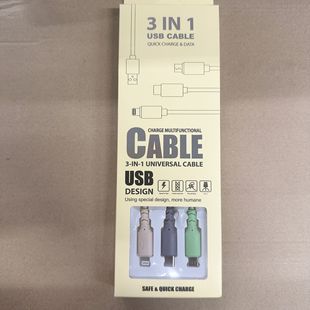 3 IN 1
USB CABLE
QUICK CHARGE & DATA
CHARGE MULTIFUNCTIONAL
CABLE
3-IN-1 UNIVERSAL CABLE
USB
DESIGN
Using special design, more humane
SAFE & QUICK CHARGE